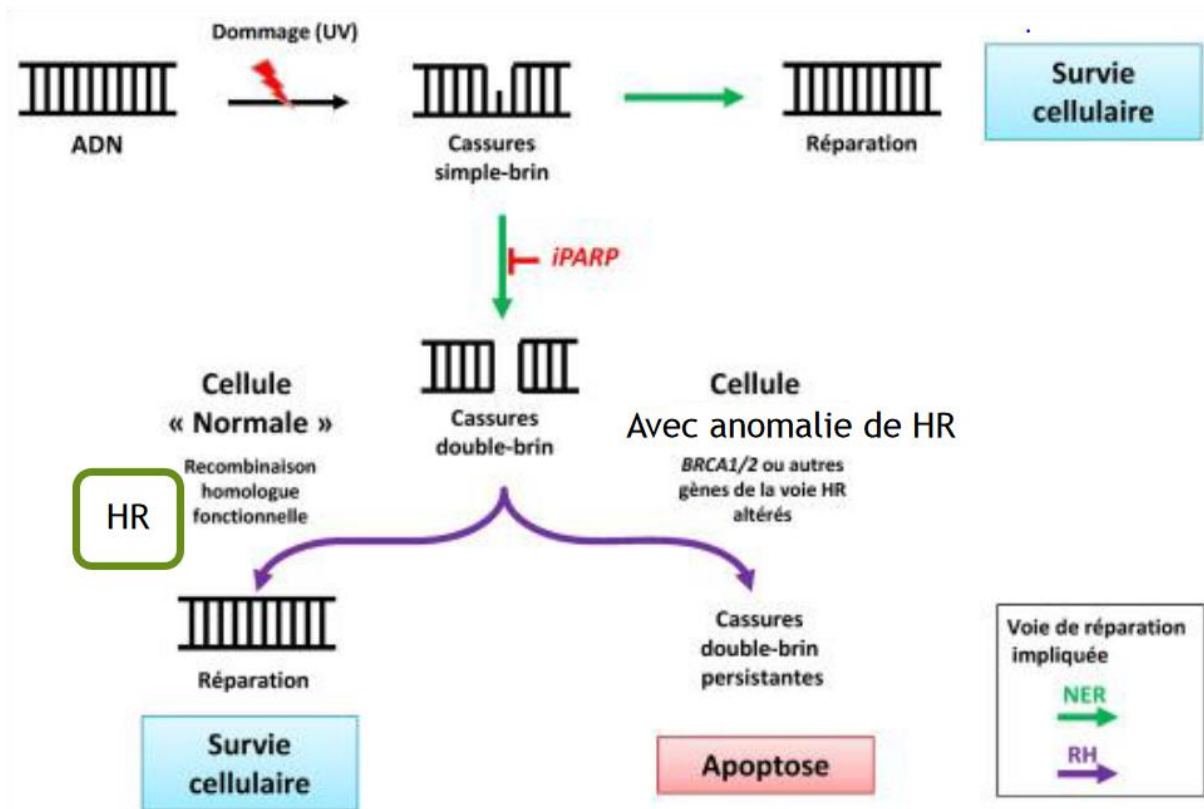 Dommage (UV)
ADN
Cassures
simple-brin
Réparation
Survie
cellulaire
iPARP
Cellule
« Normale »
Recombinaison
homologue
fonctionnelle
HR
Cassures
double-brin
Cellule
Avec anomalie de HR
BRCA1/2 ou autres
gènes de la voie HR
altérés
Réparation
Survie
cellulaire
Cassures
double-brin
persistantes
Apoptose
Voie de réparation
impliquée
NER
RH